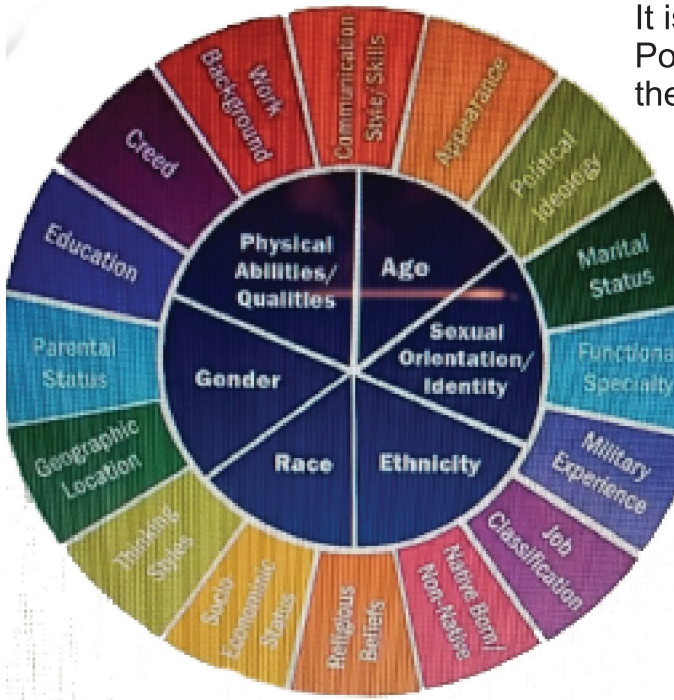 It is
Po
the
Communication
Style/ Skills
Appearance
Political
Ideology
Marital
Status
Functiona
Specialty
Military
Experience
Job
Classification
Native Born/
Non-Native
Religious
Beliefs
Socio
Econominic
Status
Thinking
Styles
Geographic
Location
Parental
Status
Education
Creed
Work
Background
Physical
Abilities/
Qualities
Age
Sexual
Orientation/
Identity
Ethnicity
Race
Gender